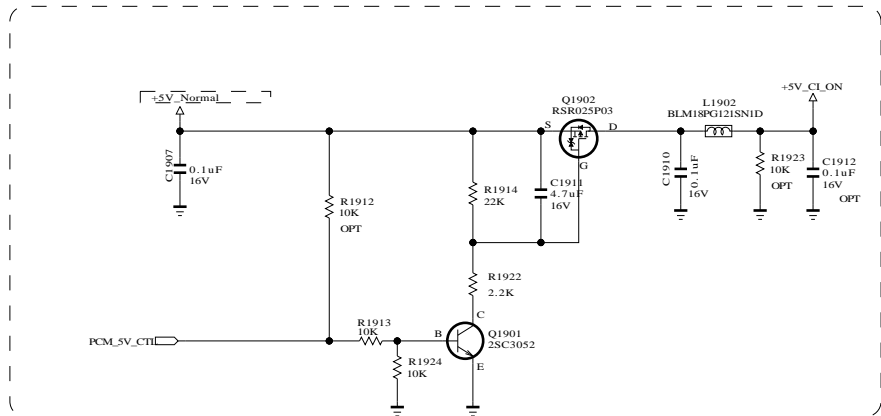 +5V_Normal
C1907
0.1uF
16V
R1912
10K
OPT
R1914
22K
C1911
4.7uF
16V
Q1902
RSR025P03
S
D
G
L1902
BLM18PG121SN1D
+5V_CI_ON
C1910
0.1uF
16V
R1923
10K
OPT
C1912
0.1uF
16V
OPT
R1922
2.2K
PCM_5V_CTL
R1913
10K
R1924
10K
B
C
E
Q1901
2SC3052